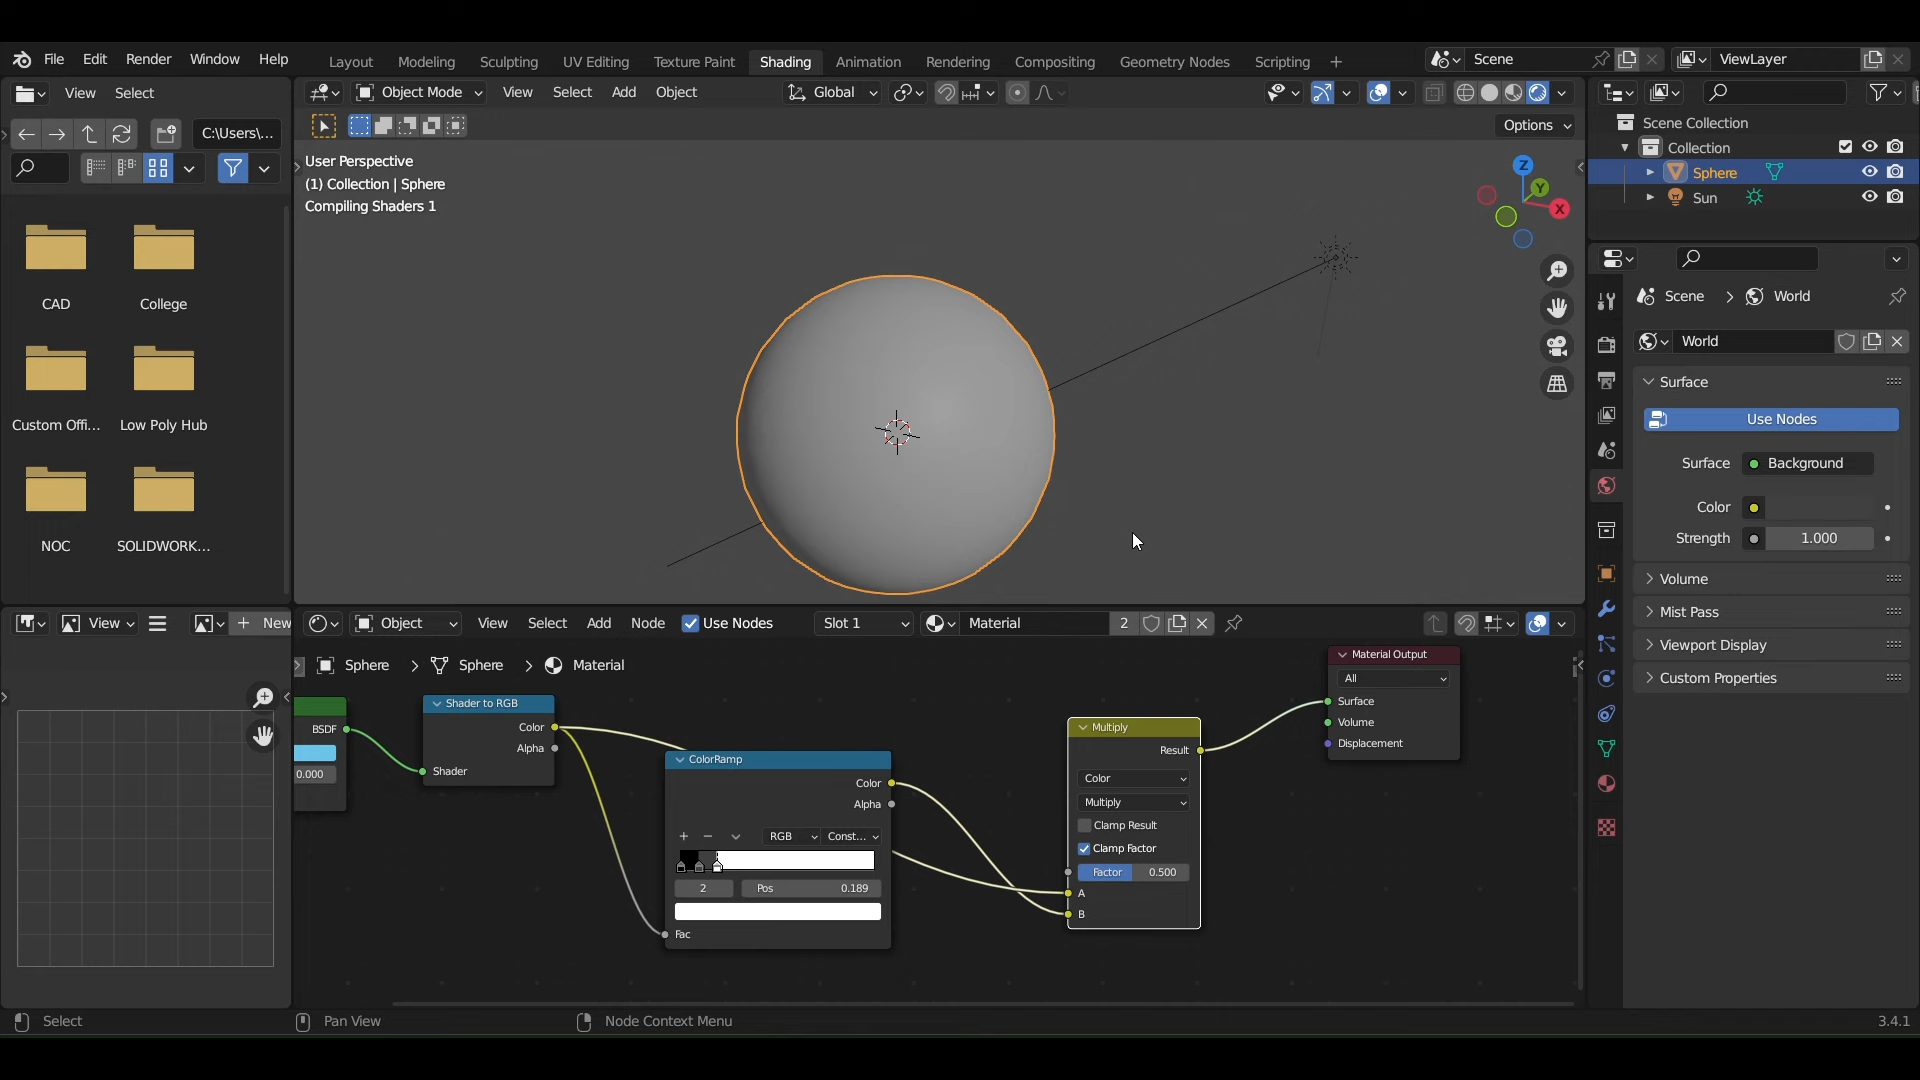 File Edit Render Window Help
Layout Modeling Sculpting UV Editing Texture Paint Shading Animation Rendering Compositing Geometry Nodes Scripting +
Scene
ViewLayer
View Select
Object Mode View Select Add Object
Global
C:\Users\...
Options
User Perspective
(1) Collection | Sphere
Compiling Shaders 1
Z
Y
X
Scene Collection
Collection
Sphere
Sun
CAD
College
Custom Offi...
Low Poly Hub
NOC
SOLIDWORK...
Scene > World
World
Surface
Use Nodes
Surface Background
Color
Strength 1.000
Volume
Mist Pass
Viewport Display
Custom Properties
View
+ New
Object View Select Add Node Use Nodes Slot 1 Material 2
Sphere > Sphere > Material
BSDF
0.000
Shader to RGB
Color
Alpha
Shader
ColorRamp
Color
Alpha
+ − RGB Const...
2 Pos 0.189
Fac
Multiply
Result
Color
Multiply
Clamp Result
Clamp Factor
Factor 0.500
A
B
Material Output
All
Surface
Volume
Displacement
Select
Pan View
Node Context Menu
3.4.1